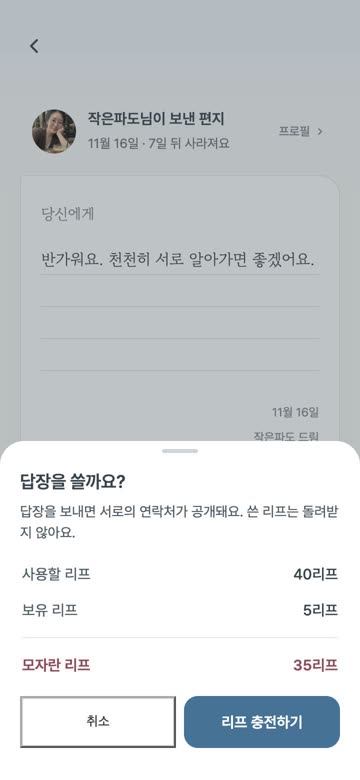 작은파도님이 보낸 편지
11월 16일 · 7일 뒤 사라져요
프로필
당신에게
반가워요. 천천히 서로 알아가면 좋겠어요.
11월 16일
작은파도 드림
답장을 쓸까요?
답장을 보내면 서로의 연락처가 공개돼요. 쓴 리프는 돌려받
지 않아요.
사용할 리프 40리프
보유 리프 5리프
모자란 리프 35리프
취소
리프 충전하기